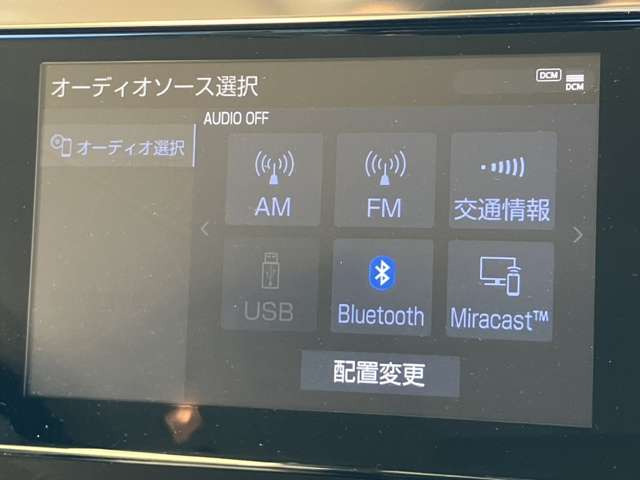 オーディオソース選択
DCM
DCM
AUDIO OFF
オーディオ選択
AM
FM
交通情報
USB
Bluetooth
Miracast™
配置変更